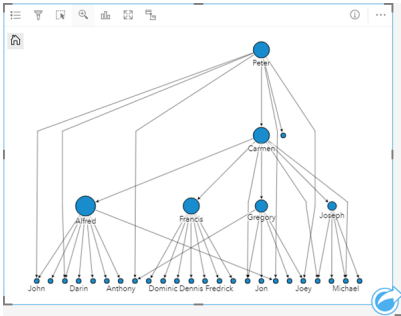 Peter
Carmen
Alfred
Francis
Gregory
Joseph
John Darin Anthony Dominic Dennis Fredrick Jon Joey Michael